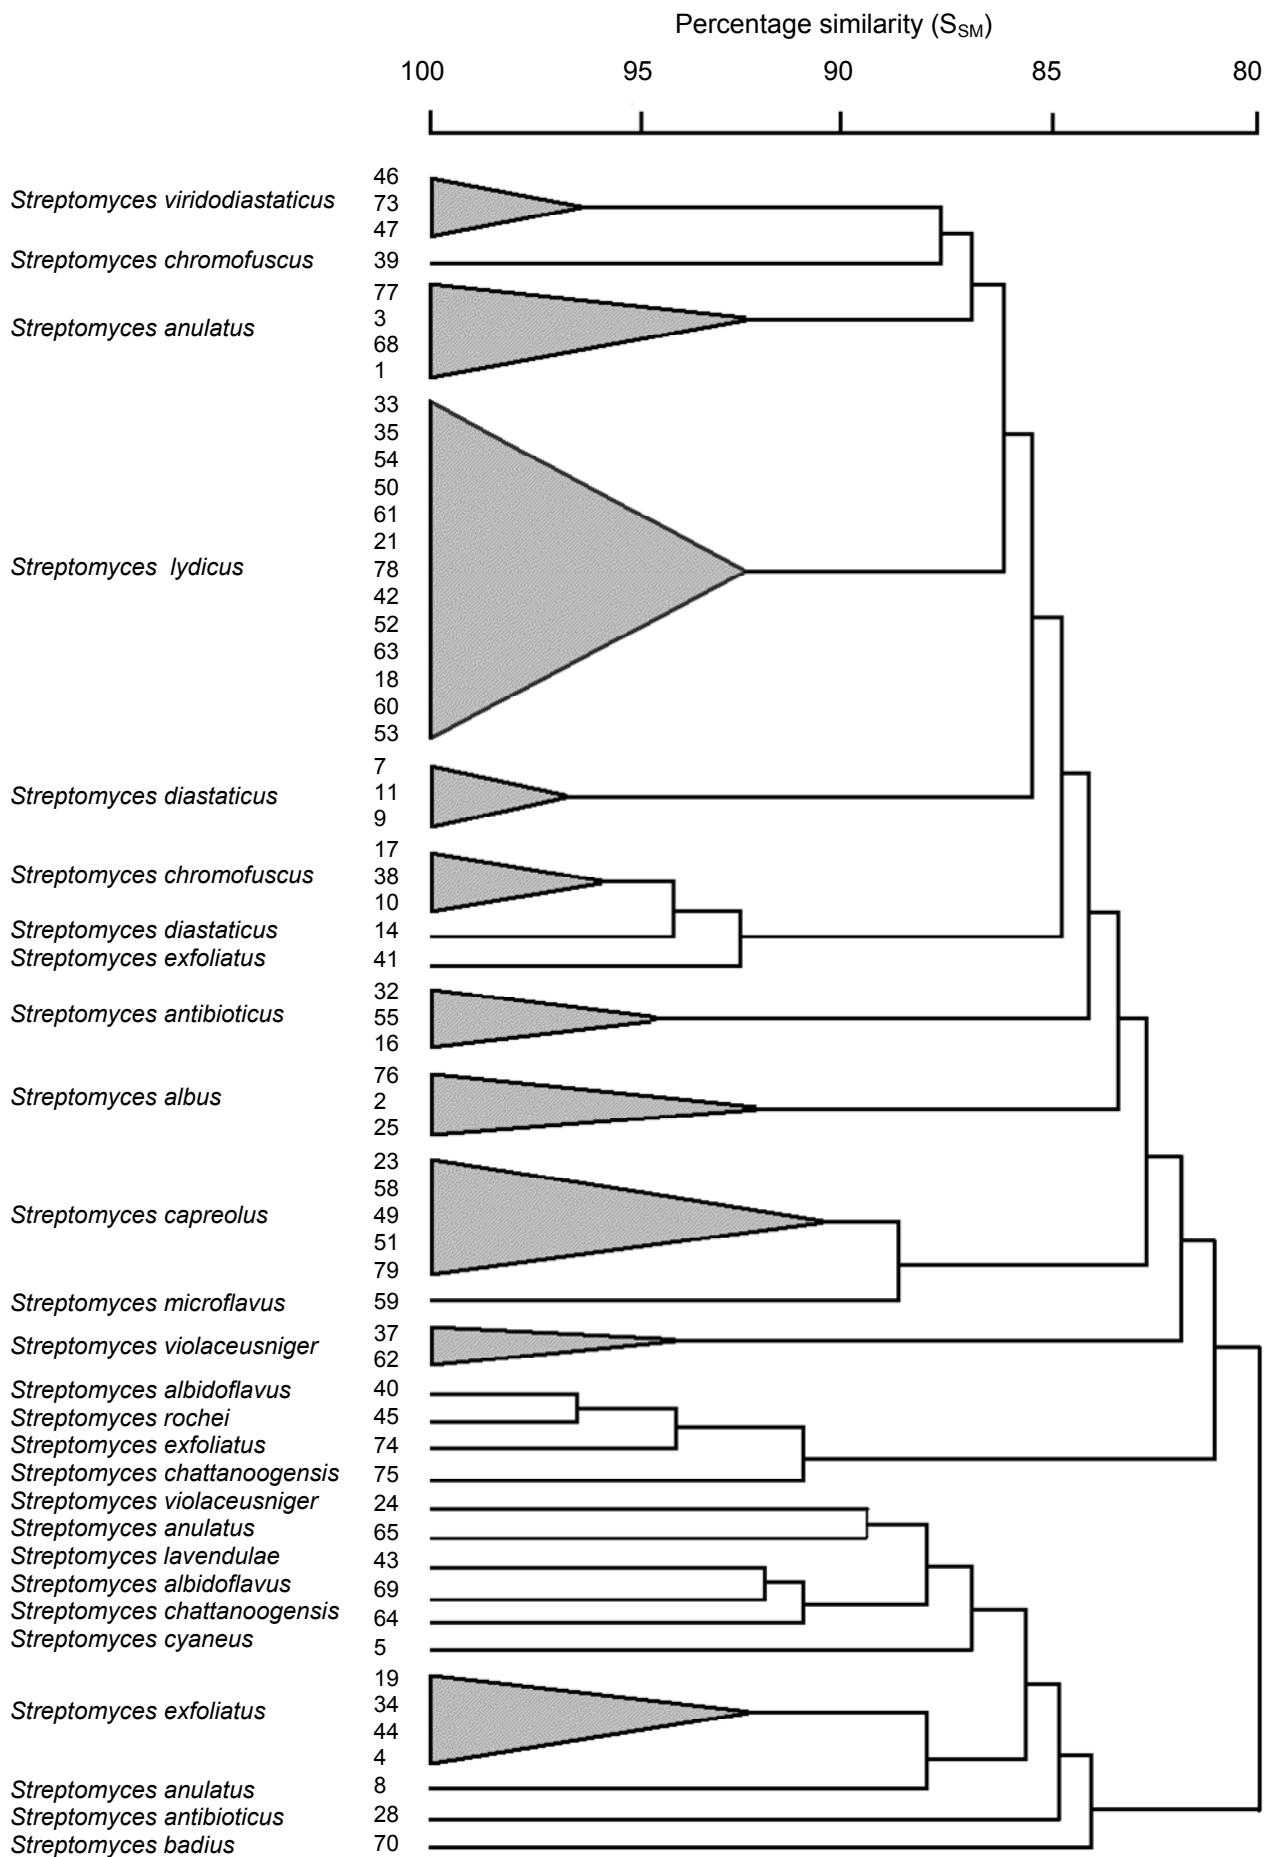 Percentage similarity (SSM)
100 95 90 85 80
46
Streptomyces viridodiastaticus 73
47
Streptomyces chromofuscus 39
77
3
Streptomyces anulatus
68
1
33
35
54
50
61
21
Streptomyces lydicus 78
42
52
63
18
60
53
7
Streptomyces diastaticus 11
9
17
Streptomyces chromofuscus 38
10
Streptomyces diastaticus 14
Streptomyces exfoliatus 41
32
Streptomyces antibioticus 55
16
76
Streptomyces albus 2
25
23
58
Streptomyces capreolus 49
51
79
Streptomyces microflavus 59
37
Streptomyces violaceusniger
62
Streptomyces albidoflavus 40
Streptomyces rochei 45
Streptomyces exfoliatus 74
Streptomyces chattanoogensis 75
Streptomyces violaceusniger 24
Streptomyces anulatus 65
Streptomyces lavendulae 43
Streptomyces albidoflavus 69
Streptomyces chattanoogensis 64
Streptomyces cyaneus 5
19
Streptomyces exfoliatus 34
44
4
Streptomyces anulatus 8
Streptomyces antibioticus 28
Streptomyces badius 70